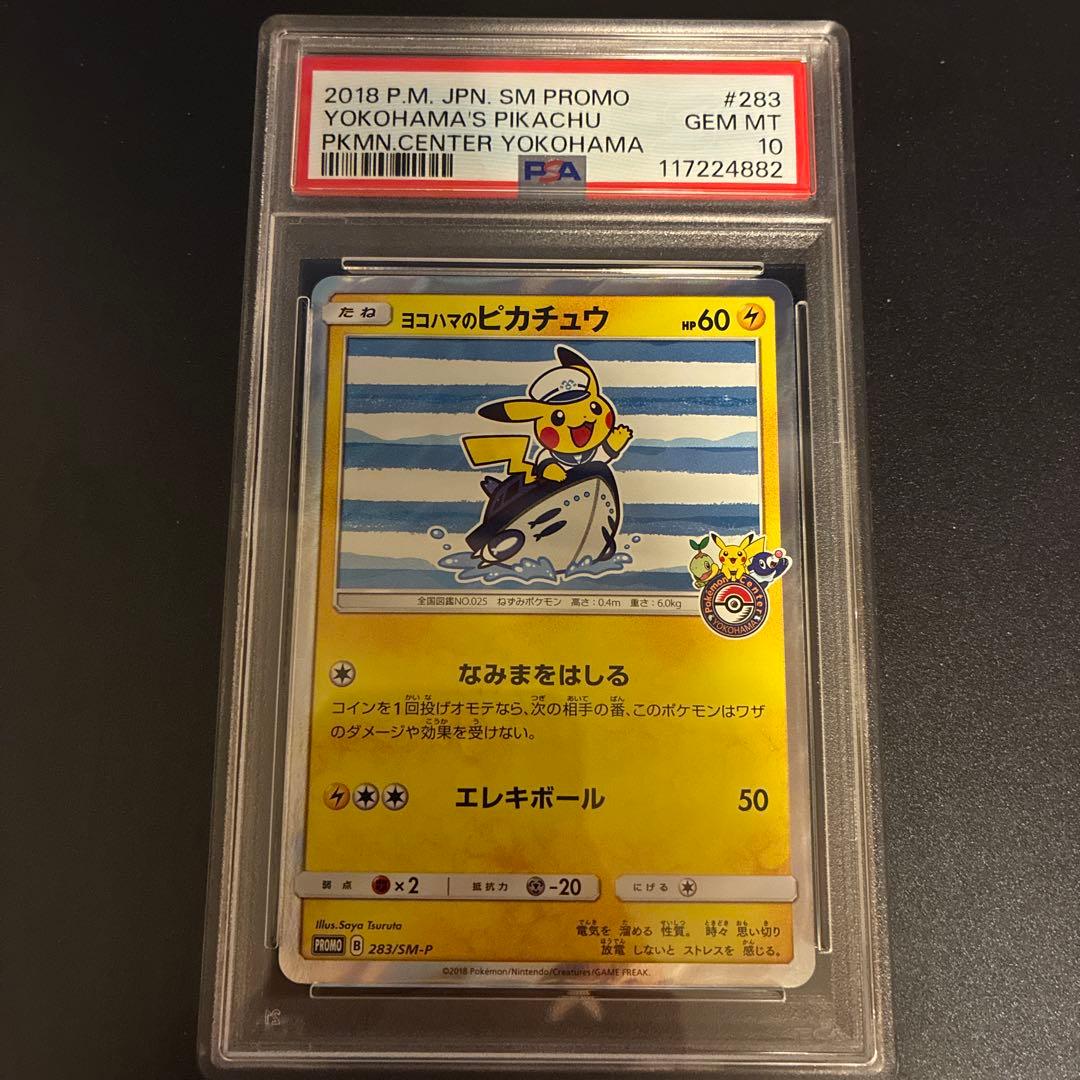 2018 P.M. JPN. SM PROMO #283
YOKOHAMA'S PIKACHU GEM MT
PKMN.CENTER YOKOHAMA 10
PSA 117224882
たね ヨコハマのピカチュウ HP60
全国図鑑NO.025 ねずみポケモン 高さ:0.4m 重さ:6.0kg
Pokémon Center
YOKOHAMA
なみまをはしる
コインを1回投げオモテなら、次の相手の番、このポケモンはワザ
のダメージや効果を受けない。
エレキボール 50
弱点 ×2 抵抗力 -20 にげる
Illus.Saya Tsuruta
電気を 溜める 性質。 時々 思い切り
放電 しないと ストレスを 感じる。
PROMO B 283/SM-P
©2018 Pokémon/Nintendo/Creatures/GAME FREAK.